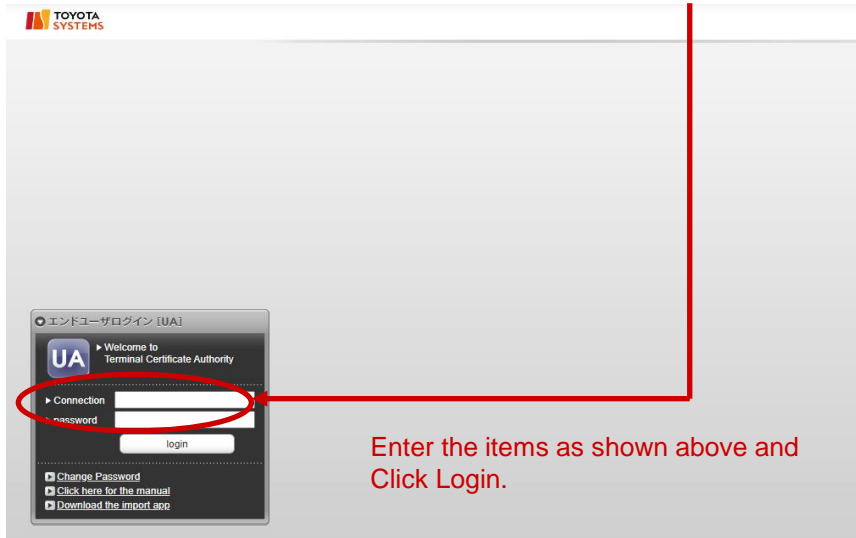 TOYOTA
SYSTEMS
エンドユーザログイン [UA]
UA
Welcome to
Terminal Certificate Authority
Connection
password
login
Enter the items as shown above and
Click Login.
Change Password
Click here for the manual
Download the import app